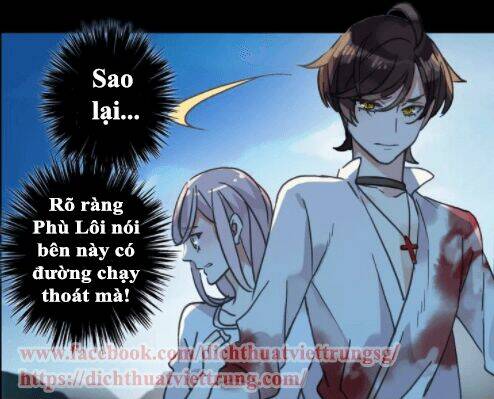 Sao
lại...
Rõ ràng
Phù Lôi nói
bên này có
đường chạy
thoát mà!
www.facebook.com/dichthuatviettrungsg/
https://dichthuatviettrung.com/